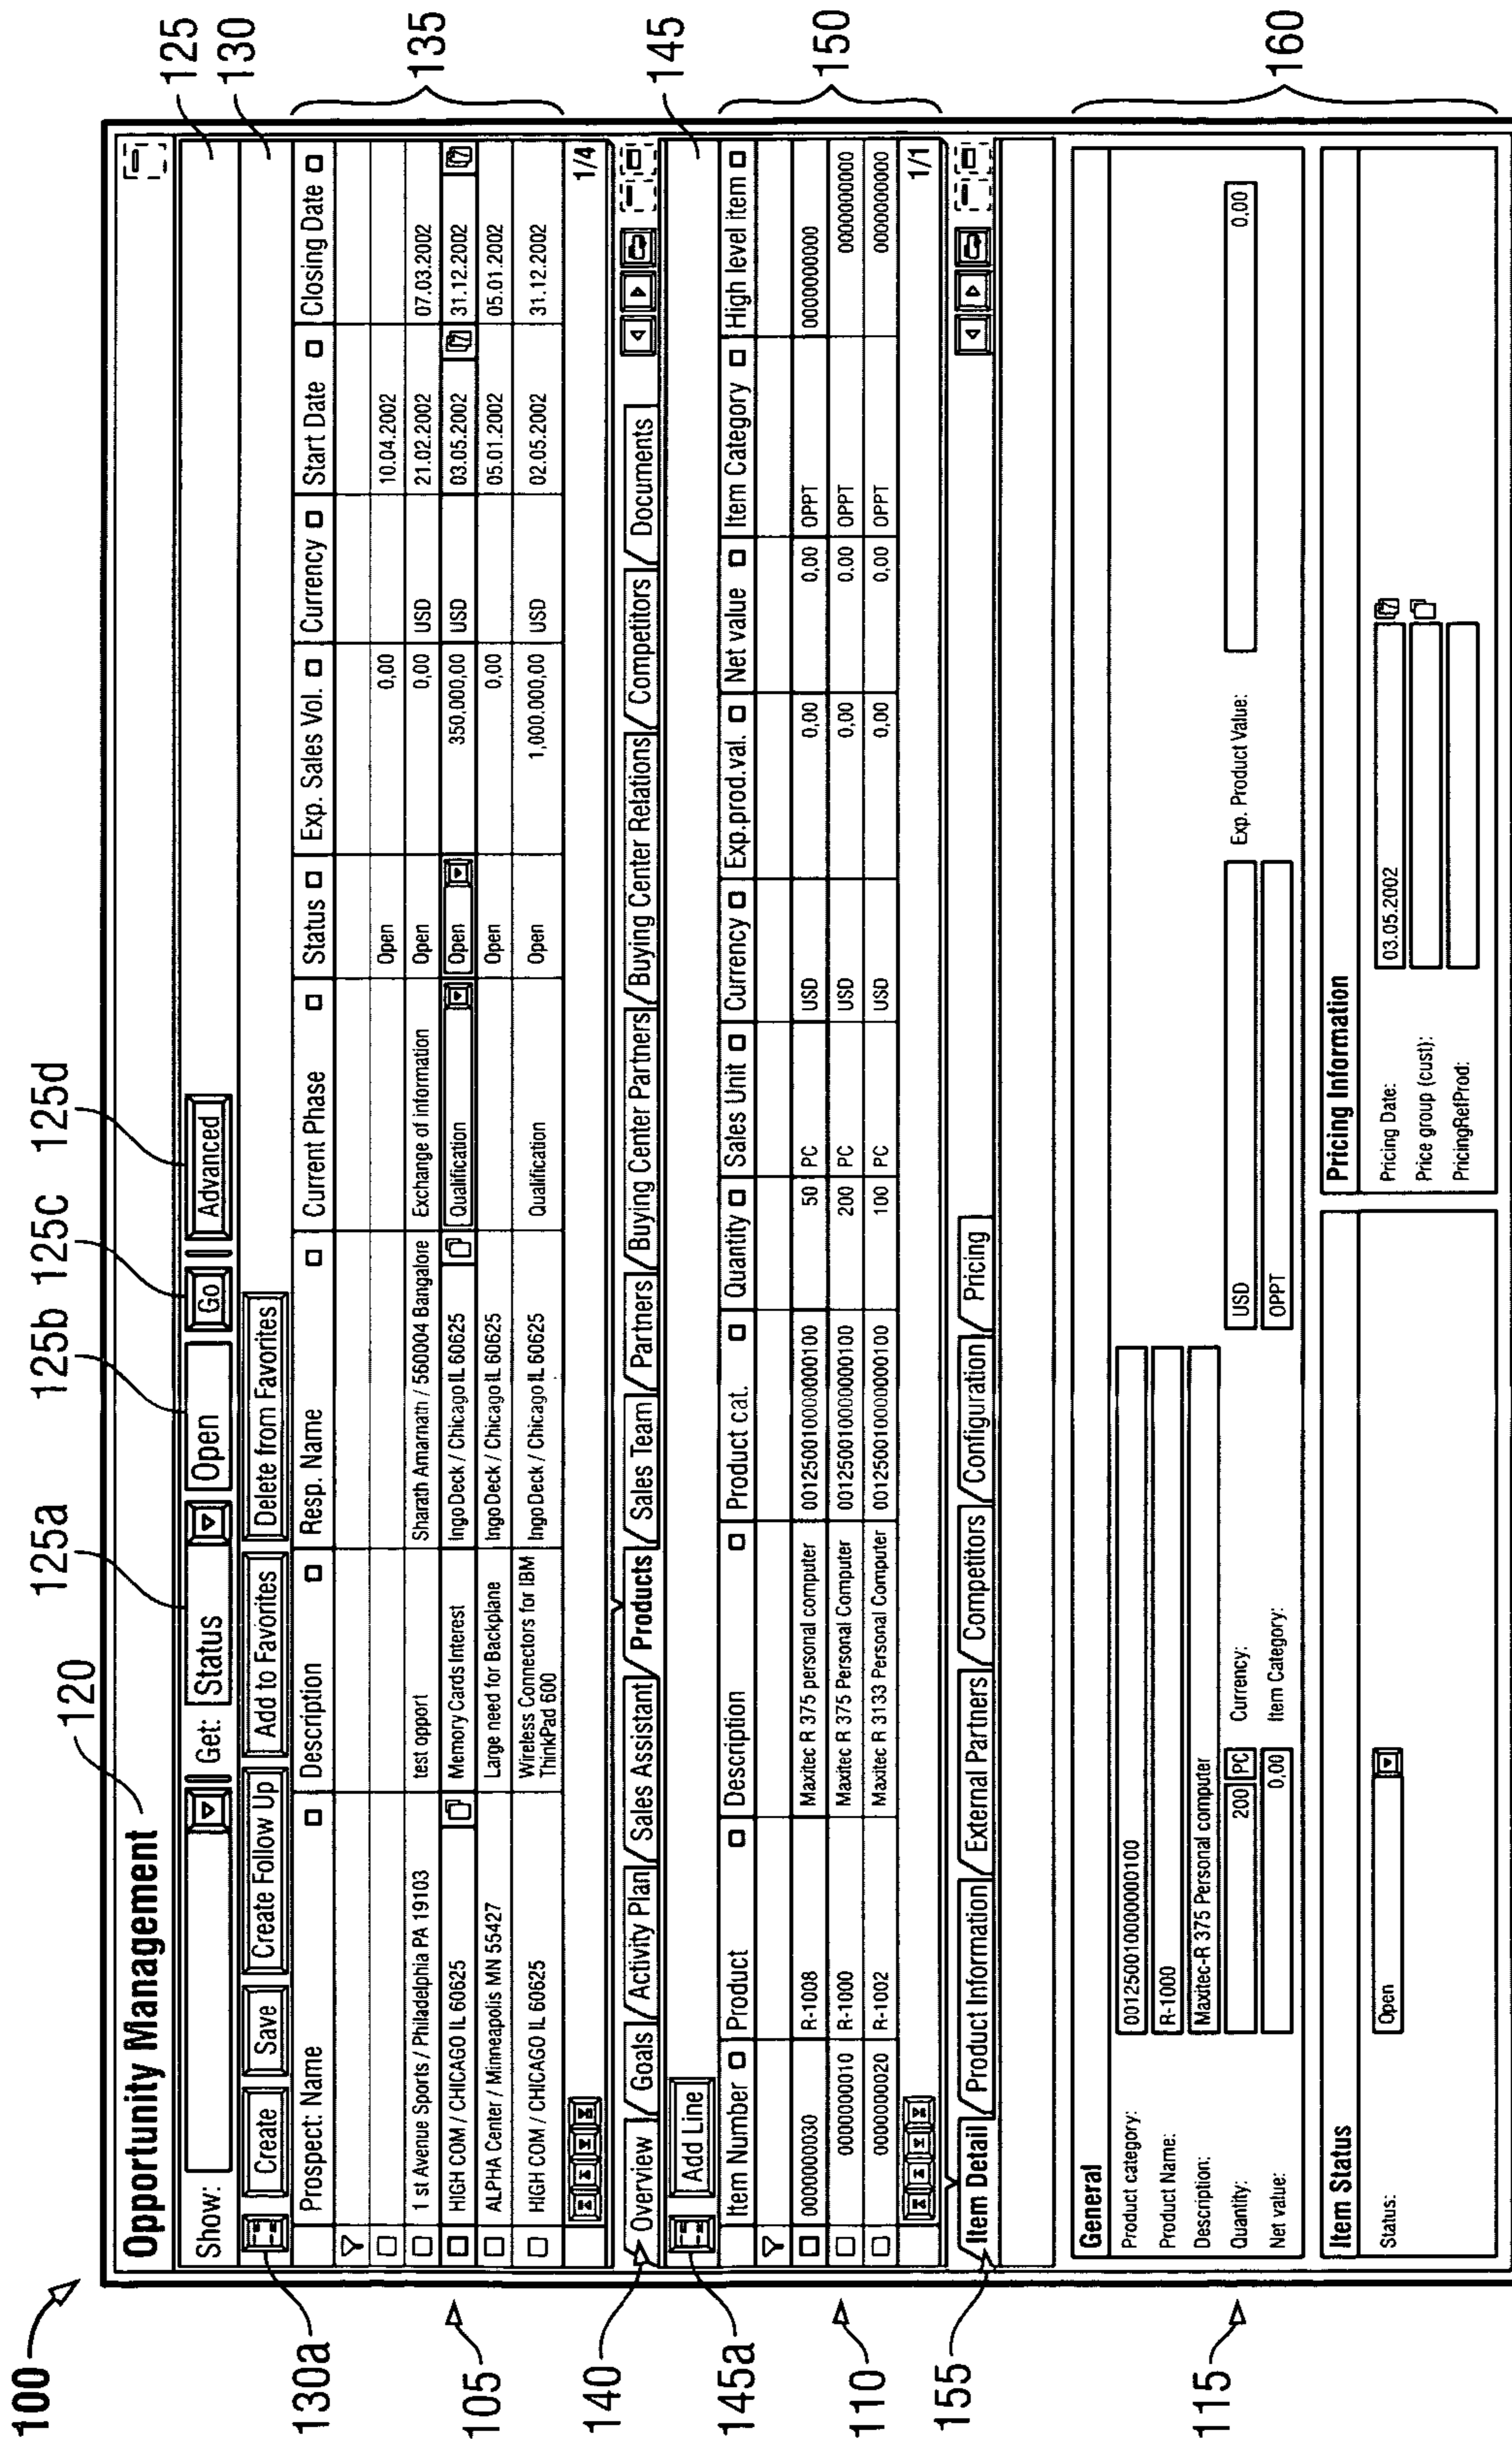 100
120
125a
125b
125c
125d
Opportunity Management
Show: Get: Status Open Go Advanced
125
Create Save Create Follow Up Add to Favorites Delete from Favorites
130
130a
Prospect: Name Description Resp. Name Current Phase Status Exp. Sales Vol. Currency Start Date Closing Date
Open 0,00 10.04.2002
1 st Avenue Sports / Philadelphia PA 19103 test opport Sharath Amarnath / 560004 Bangalore Exchange of information Open 0,00 USD 21.02.2002 07.03.2002
HIGH COM / CHICAGO IL 60625 Memory Cards Interest Ingo Deck / Chicago IL 60625 Qualification Open 350,000,00 USD 03.05.2002 31.12.2002
ALPHA Center / Minneapolis MN 55427 Large need for Backplane Ingo Deck / Chicago IL 60625 Open 0,00 05.01.2002 05.01.2002
HIGH COM / CHICAGO IL 60625 Wireless Connectors for IBM ThinkPad 600 Ingo Deck / Chicago IL 60625 Qualification Open 1,000,000,00 USD 02.05.2002 31.12.2002
1/4
105
135
140
Overview Goals Activity Plan Sales Assistant Products Sales Team Partners Buying Center Partners Buying Center Relations Competitors Documents
145a
Add Line
145
Item Number Product Description Product cat. Quantity Sales Unit Currency Exp.prod.val. Net value Item Category High level item
0000000030 R-1008 Maxitec R 375 personal computer 00125001000000100 50 PC USD 0,00 0,00 OPPT 0000000000
0000000010 R-1000 Maxitec R 375 Personal Computer 00125001000000100 200 PC USD 0,00 0,00 OPPT 0000000000
0000000020 R-1002 Maxitec R 3133 Personal Computer 00125001000000100 100 PC USD 0,00 0,00 OPPT 0000000000
1/1
110
150
155
Item Detail Product Information External Partners Competitors Configuration Pricing
General
Product category: 00125001000000100
Product Name: R-1000
Description: Maxitec-R 375 Personal computer
Quantity: 200 PC Currency: USD Exp. Product Value: 0,00
Net value: 0,00 Item Category: OPPT
115
160
Item Status
Status: Open
Pricing Information
Pricing Date: 03.05.2002
Price group (cust):
PricingRefProd: